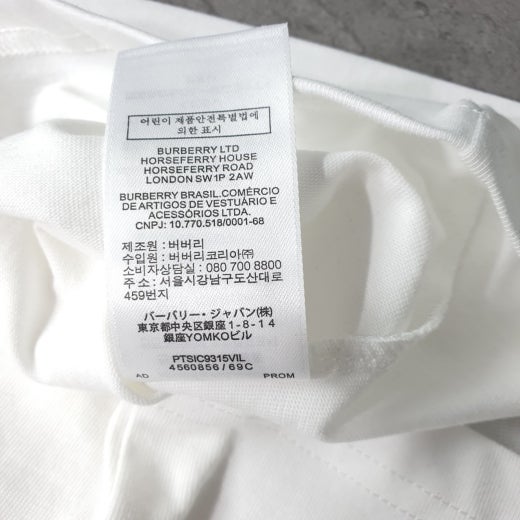 어린이 제품안전특별법에
의한 표시
BURBERRY LTD
HORSEFERRY HOUSE
HORSEFERRY ROAD
LONDON SW1P 2AW
BURBERRY BRASIL.COMÉRCIO
DE ARTIGOS DE VESTUÁRIO E
ACESSÓRIOS LTDA.
CNPJ: 10.770.518/0001-68
제조원 : 버버리
수입원 : 버버리코리아㈜
소비자상담실 : 080 700 8800
주 소 : 서울시강남구도산대로
459번지
バーバリー・ジャパン(株)
東京都中央区銀座1-8-14
銀座YOMKOビル
PTSIC9315VIL
4560856/69C
AD PROM